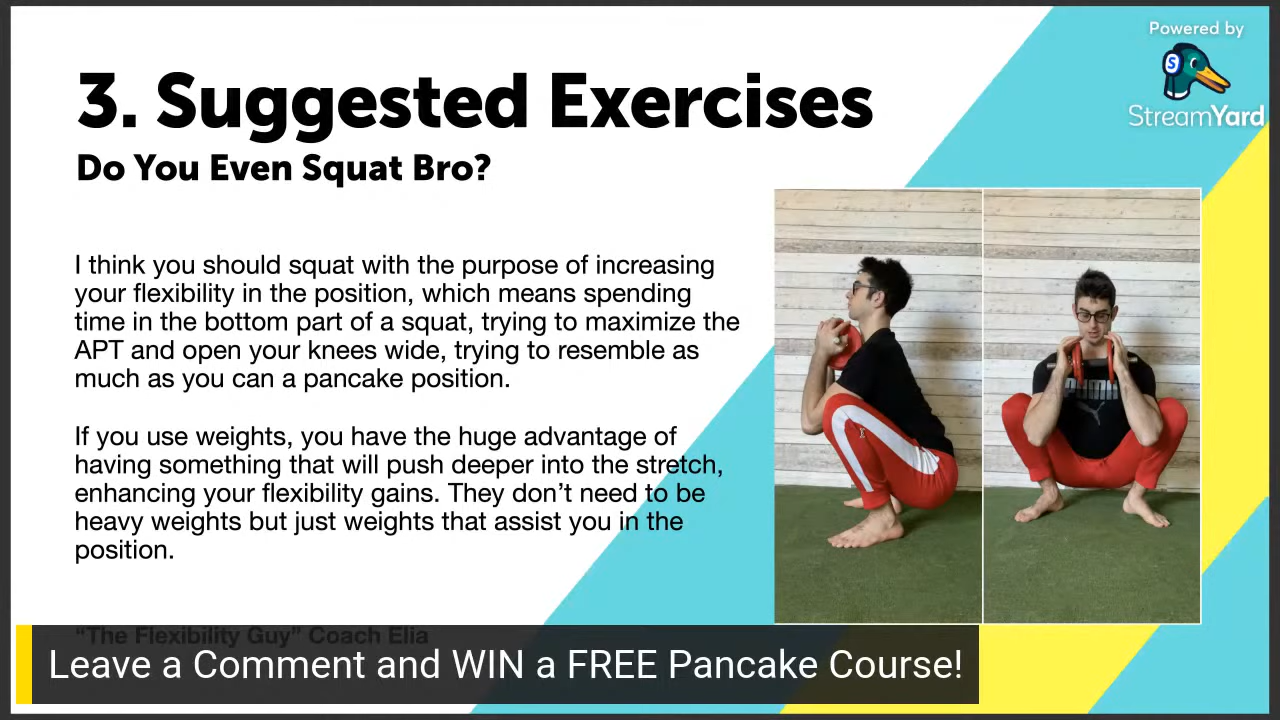 Powered by
S
StreamYard
3. Suggested Exercises
Do You Even Squat Bro?
I think you should squat with the purpose of increasing
your flexibility in the position, which means spending
time in the bottom part of a squat, trying to maximize the
APT and open your knees wide, trying to resemble as
much as you can a pancake position.
If you use weights, you have the huge advantage of
having something that will push deeper into the stretch,
enhancing your flexibility gains. They don’t need to be
heavy weights but just weights that assist you in the
position.
PUMA
“The Flexibility Guy” Coach Elia
Leave a Comment and WIN a FREE Pancake Course!